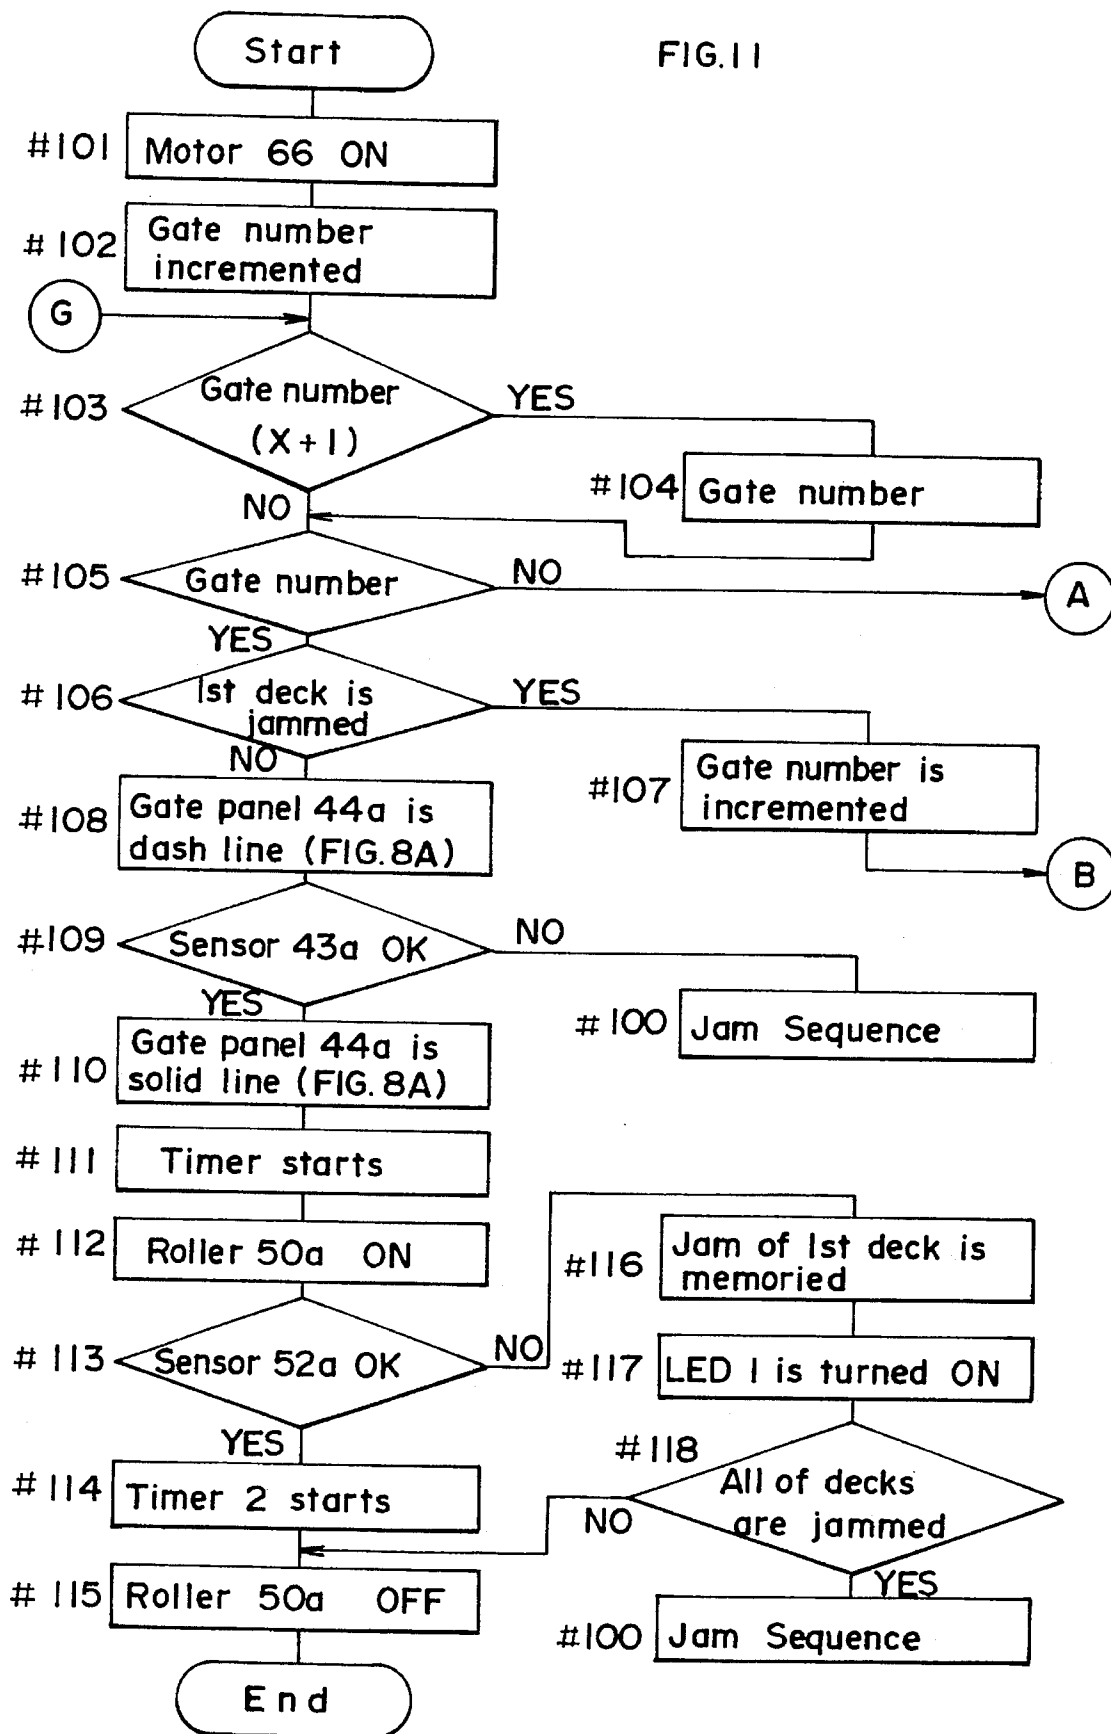 Start
FIG.11
#101
Motor 66 ON
#102
Gate number
incremented
G
#103
Gate number
(X+1)
YES
#104
Gate number
NO
#105
Gate number
NO
A
YES
#106
1st deck is
jammed
YES
NO
#107
Gate number is
incremented
#108
Gate panel 44a is
dash line (FIG.8A)
B
#109
Sensor 43a OK
NO
YES
#100
Jam Sequence
#110
Gate panel 44a is
solid line (FIG.8A)
#111
Timer starts
#112
Roller 50a ON
#116
Jam of 1st deck is
memoried
#113
Sensor 52a OK
NO
#117
LED 1 is turned ON
YES
#118
All of decks
are jammed
#114
Timer 2 starts
NO
#115
Roller 50a OFF
YES
#100
Jam Sequence
End